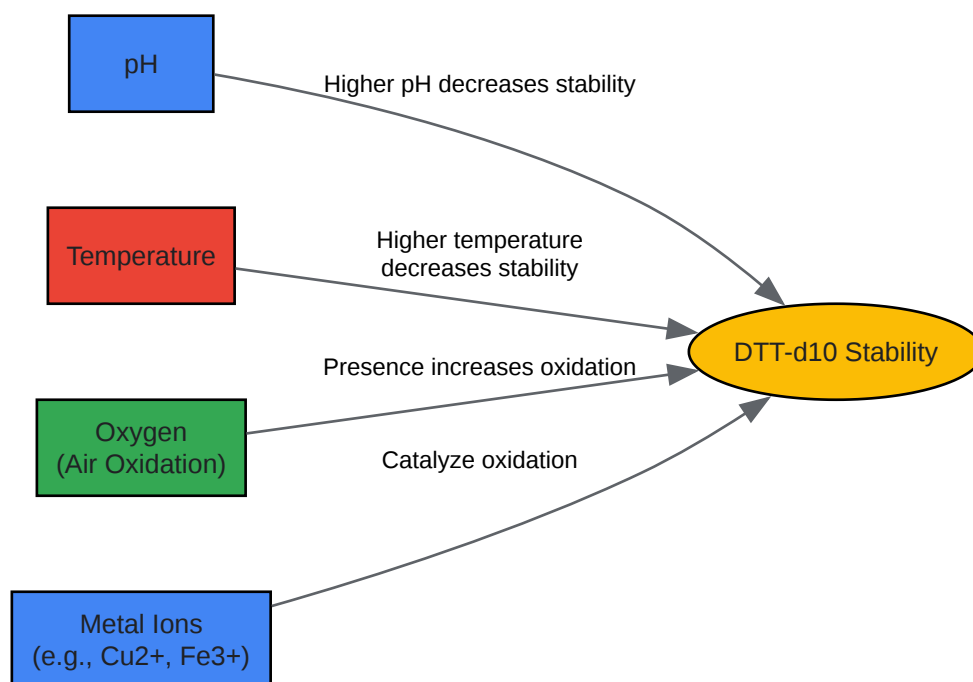 pH
Higher pH decreases stability
Temperature
Higher temperature
decreases stability
DTT-d10 Stability
Presence increases oxidation
Oxygen
(Air Oxidation)
Catalyze oxidation
Metal Ions
(e.g., Cu2+, Fe3+)